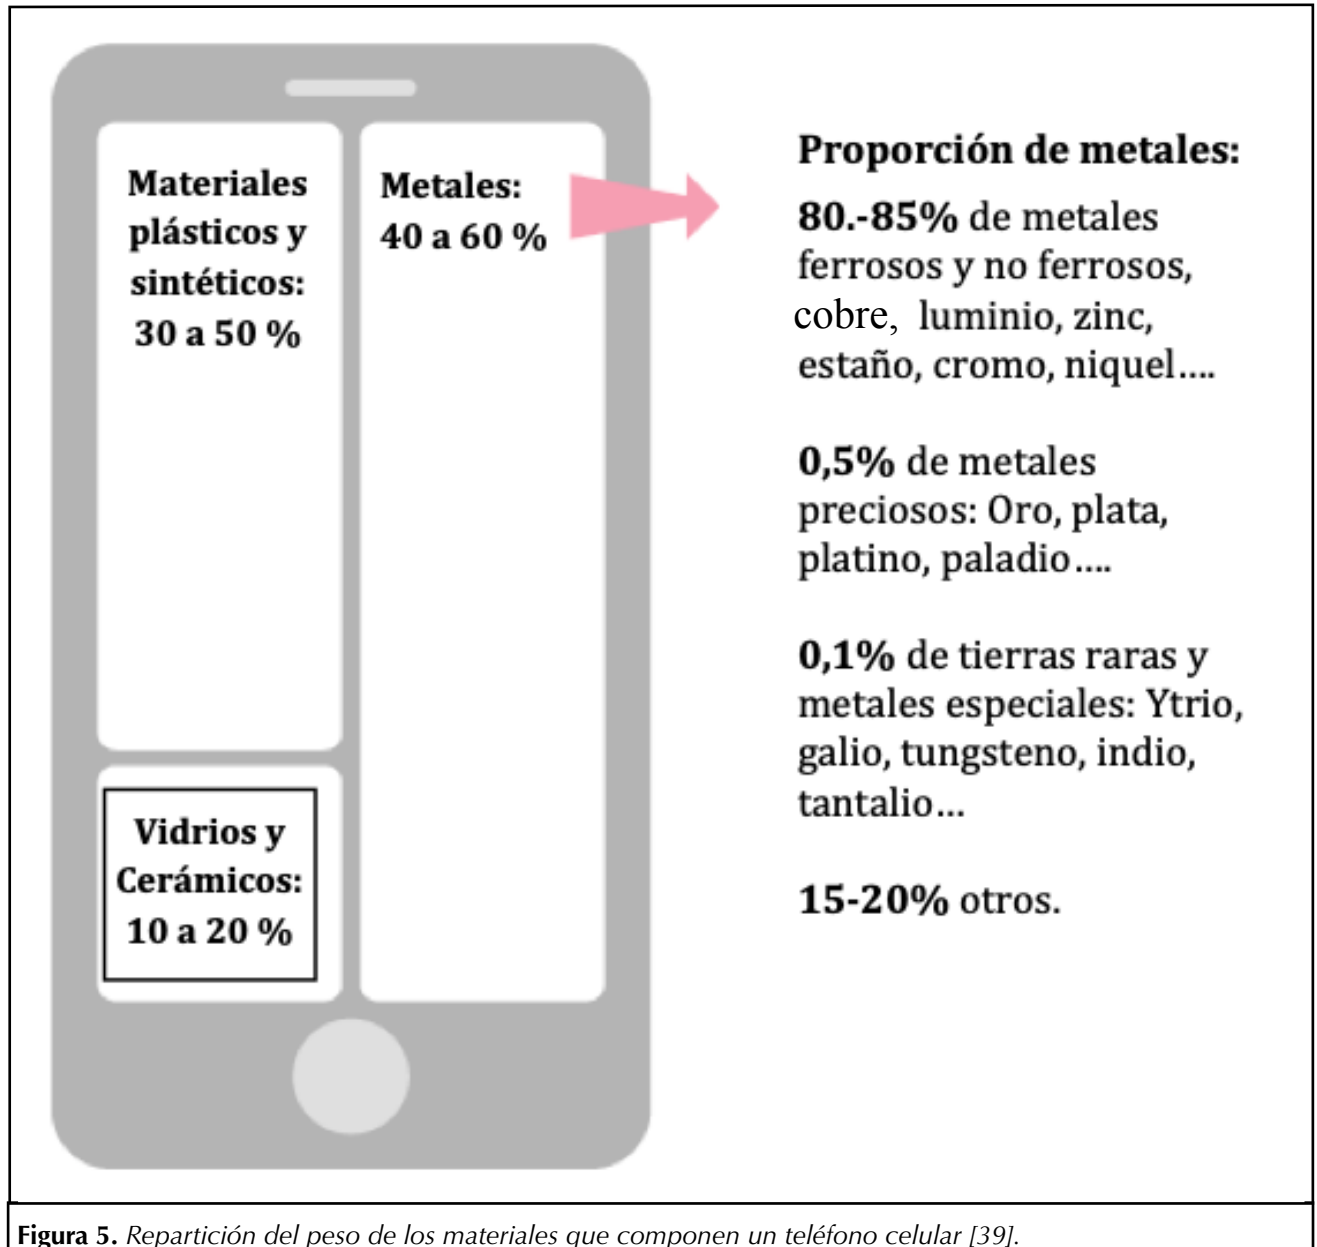 Materiales
plásticos y
sintéticos:
30 a 50 %
Metales:
40 a 60 %
Vidrios y
Cerámicos:
10 a 20 %
Proporción de metales:
80.-85% de metales
ferrosos y no ferrosos,
cobre, luminio, zinc,
estaño, cromo, niquel....
0,5% de metales
preciosos: Oro, plata,
platino, paladio....
0,1% de tierras raras y
metales especiales: Ytrio,
galio, tungsteno, indio,
tantalio...
15-20% otros.
Figura 5. Repartición del peso de los materiales que componen un teléfono celular [39].